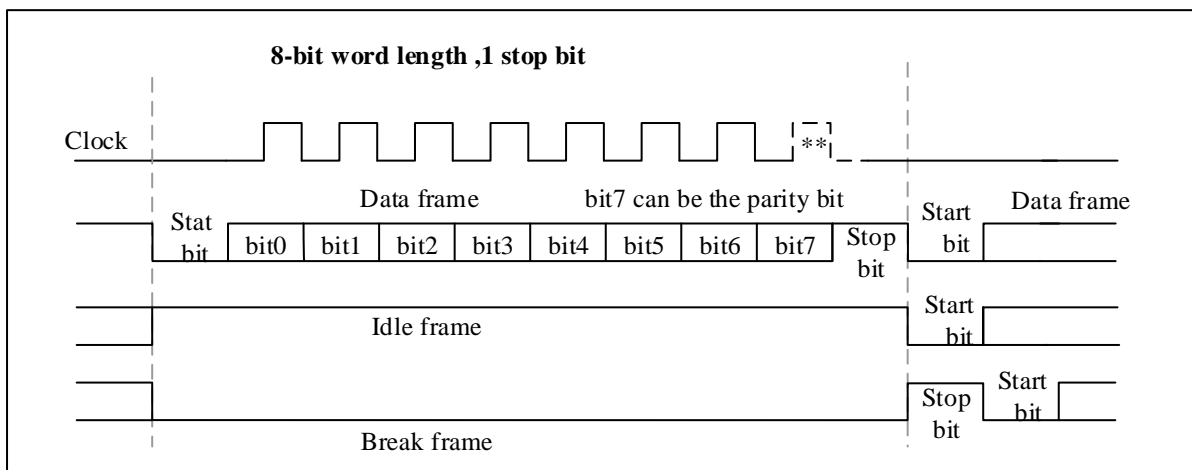 8-bit word length ,1 stop bit
Clock
**
Data frame
bit7 can be the parity bit
Stat
bit
bit0
bit1
bit2
bit3
bit4
bit5
bit6
bit7
Stop
bit
Start
bit
Data frame
Idle frame
Start
bit
Break frame
Stop
bit
Start
bit